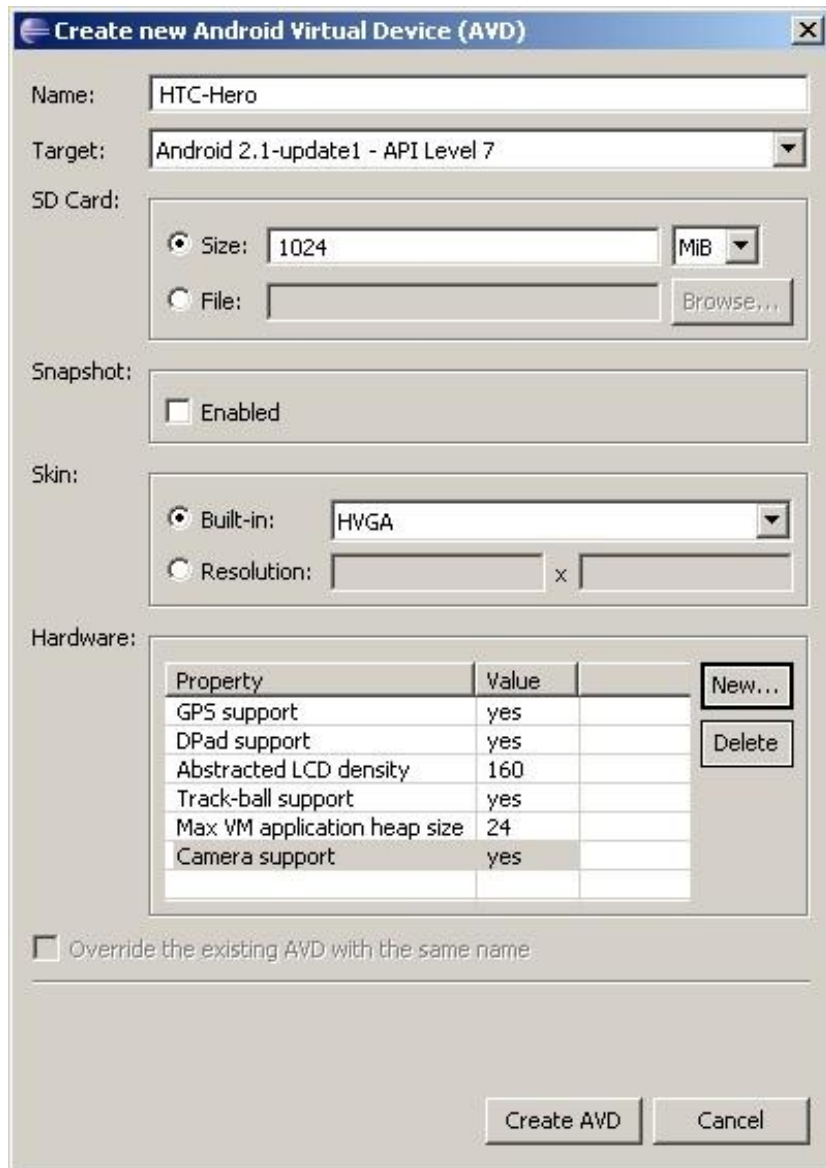 Create new Android Virtual Device (AVD)
Name: HTC-Hero
Target: Android 2.1-update1 - API Level 7
SD Card:
Size: 1024 MiB
File: Browse...
Snapshot:
Enabled
Skin:
Built-in: HVGA
Resolution: x
Hardware:
Property Value New...
GPS support yes
DPad support yes Delete
Abstracted LCD density 160
Track-ball support yes
Max VM application heap size 24
Camera support yes
Override the existing AVD with the same name
Create AVD Cancel